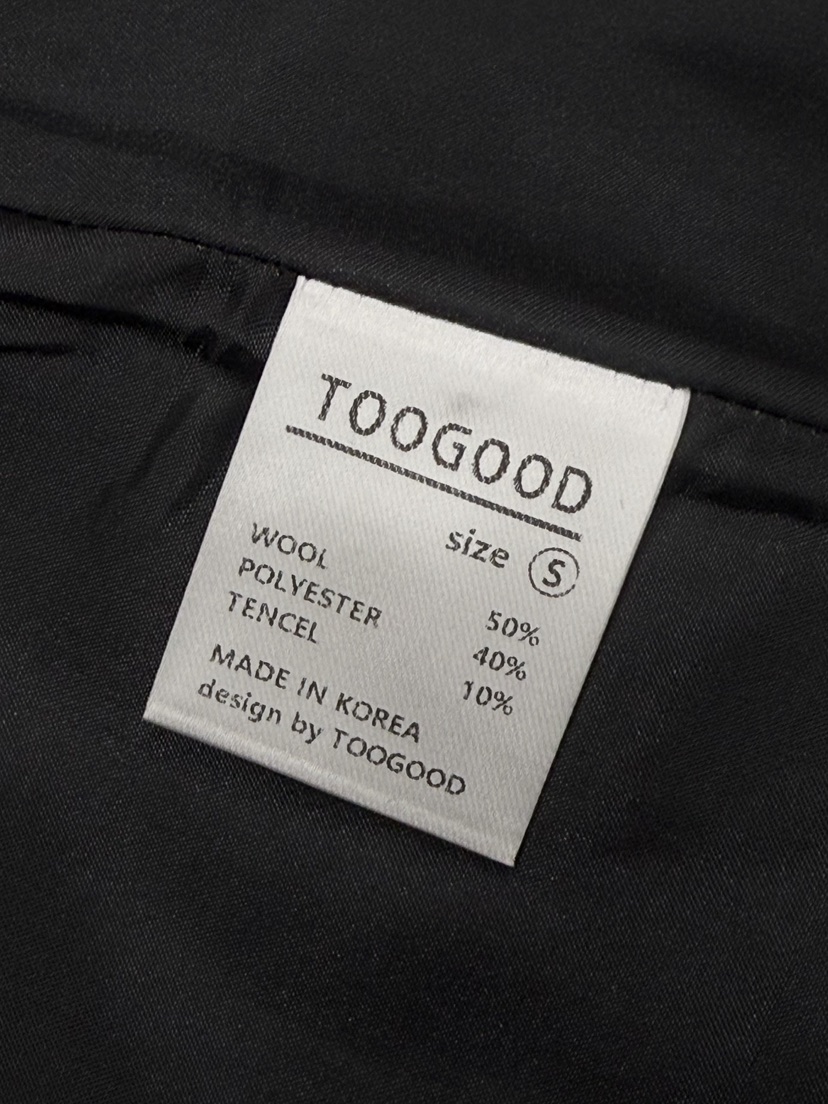 TOOGOOD
size S
WOOL 50%
POLYESTER 40%
TENCEL 10%
MADE IN KOREA
design by TOOGOOD